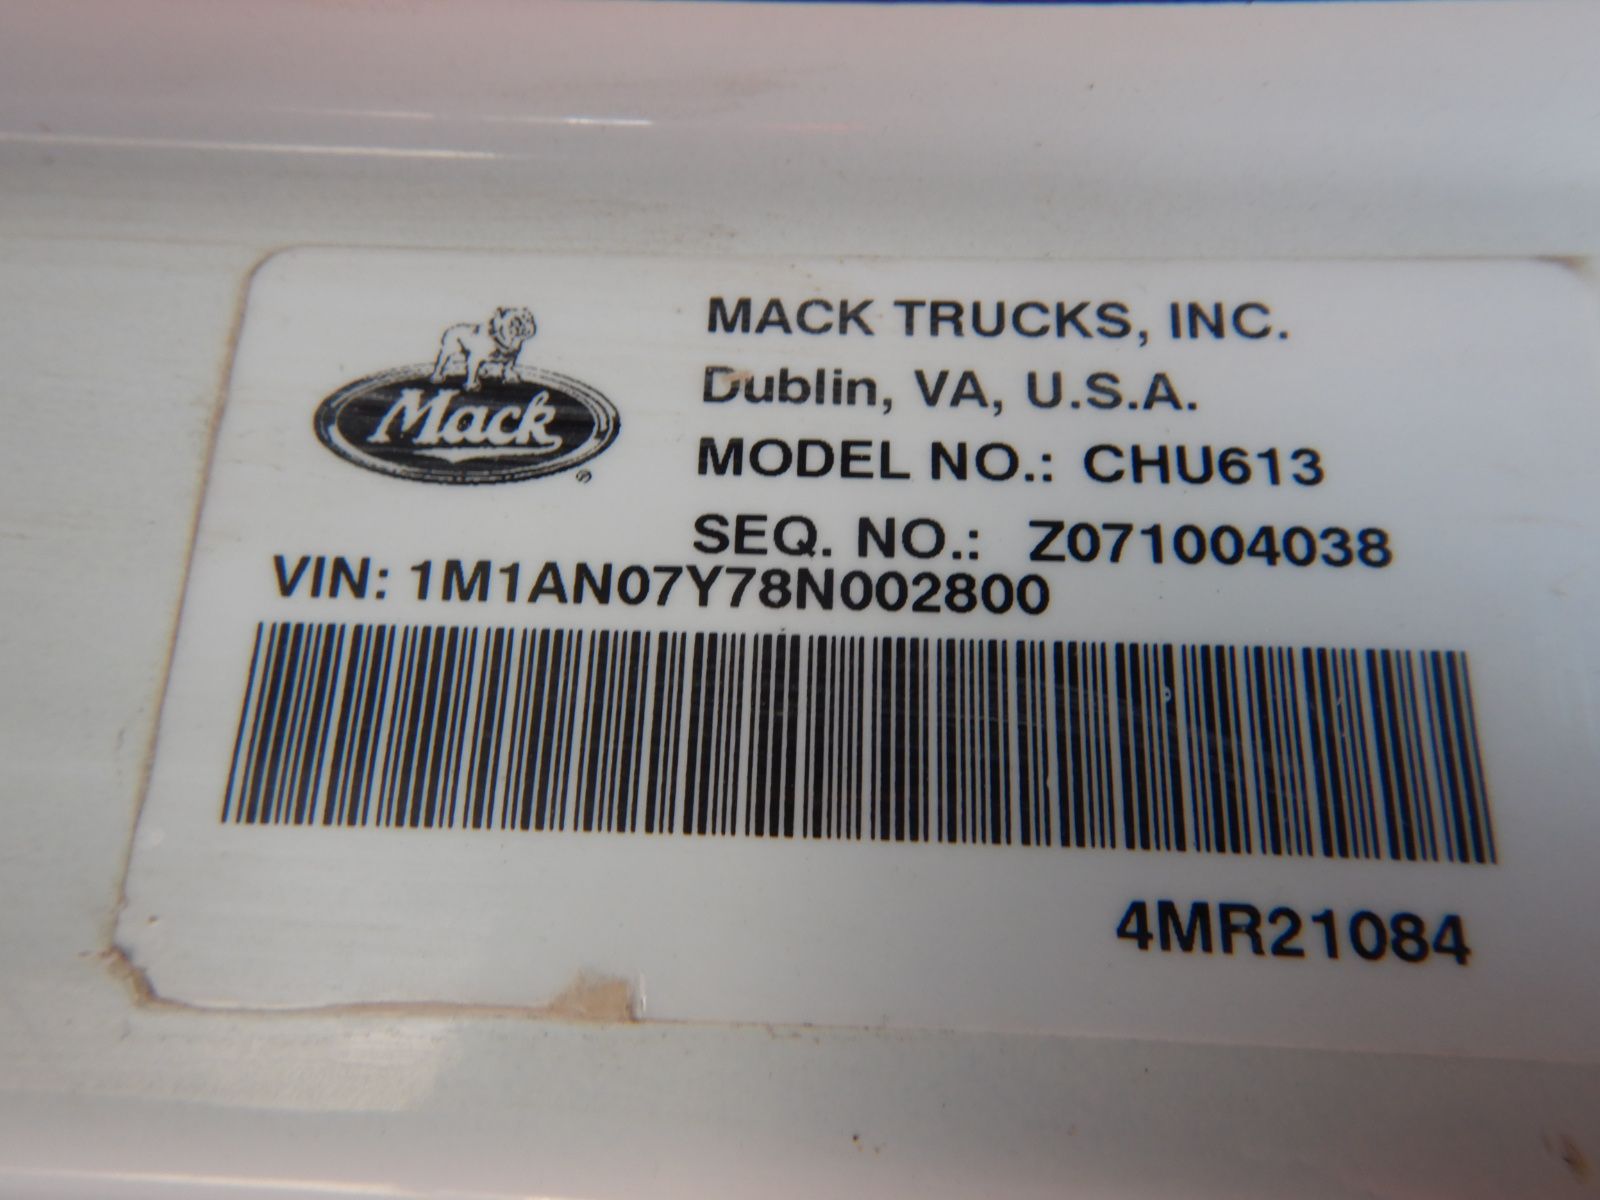 Mack
MACK TRUCKS, INC.
Dublin, VA, U.S.A.
MODEL NO.: CHU613
SEQ. NO.: Z071004038
VIN: 1M1AN07Y78N002800
4MR21084